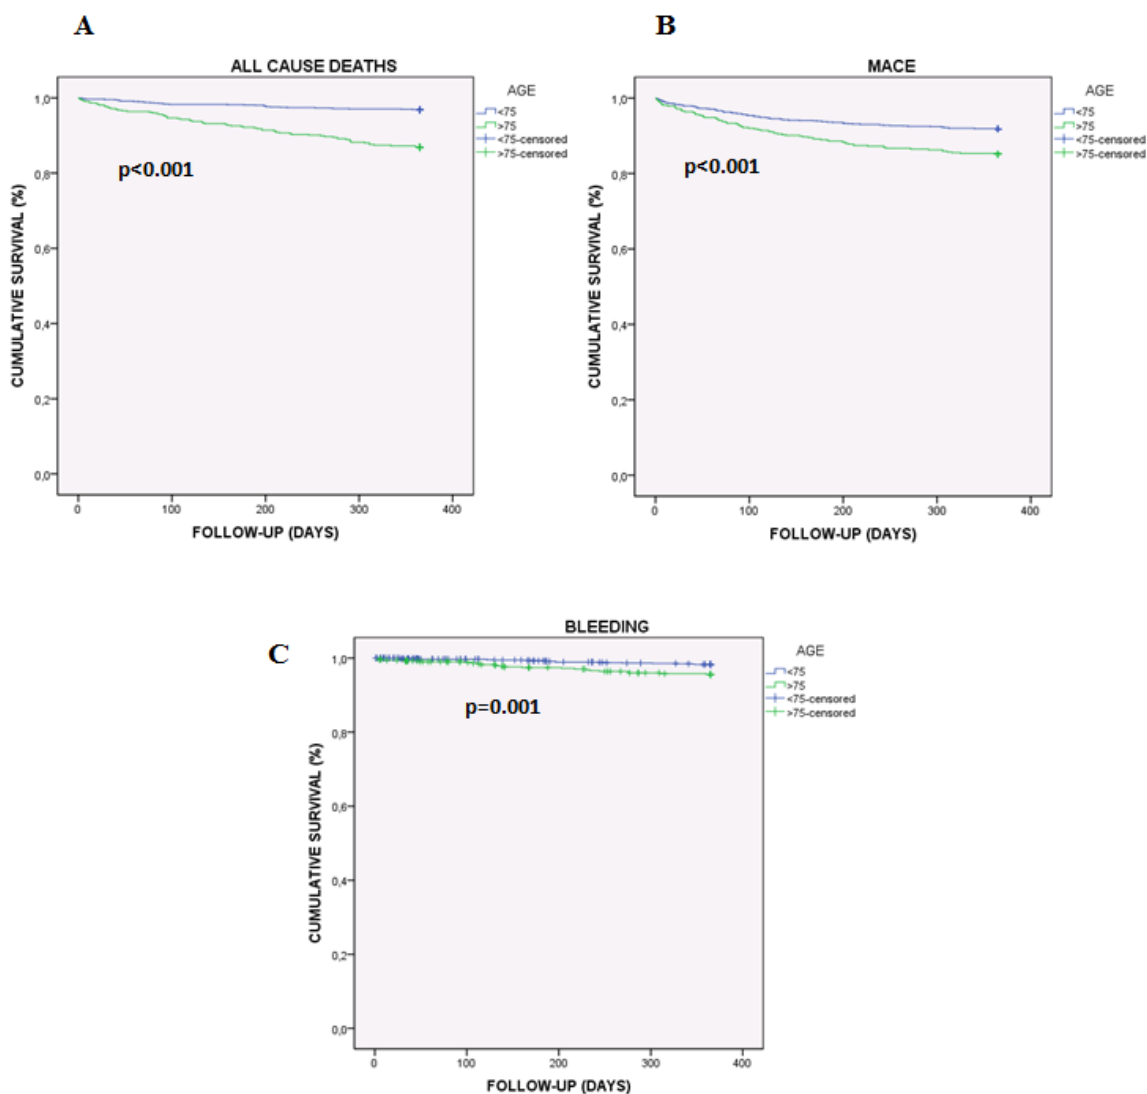 A
ALL CAUSE DEATHS
AGE
<75
>75
<75-censored
>75-censored
1,0
0,8
0,6
0,4
0,2
0,0
p<0.001
CUMULATIVE SURVIVAL (%)
0 100 200 300 400
FOLLOW-UP (DAYS)
B
MACE
AGE
<75
>75
<75-censored
>75-censored
1,0
0,8
0,6
0,4
0,2
0,0
p<0.001
CUMULATIVE SURVIVAL (%)
0 100 200 300 400
FOLLOW-UP (DAYS)
C
BLEEDING
AGE
<75
>75
<75-censored
>75-censored
1,0
0,8
0,6
0,4
0,2
0,0
p=0.001
CUMULATIVE SURVIVAL (%)
0 100 200 300 400
FOLLOW-UP (DAYS)